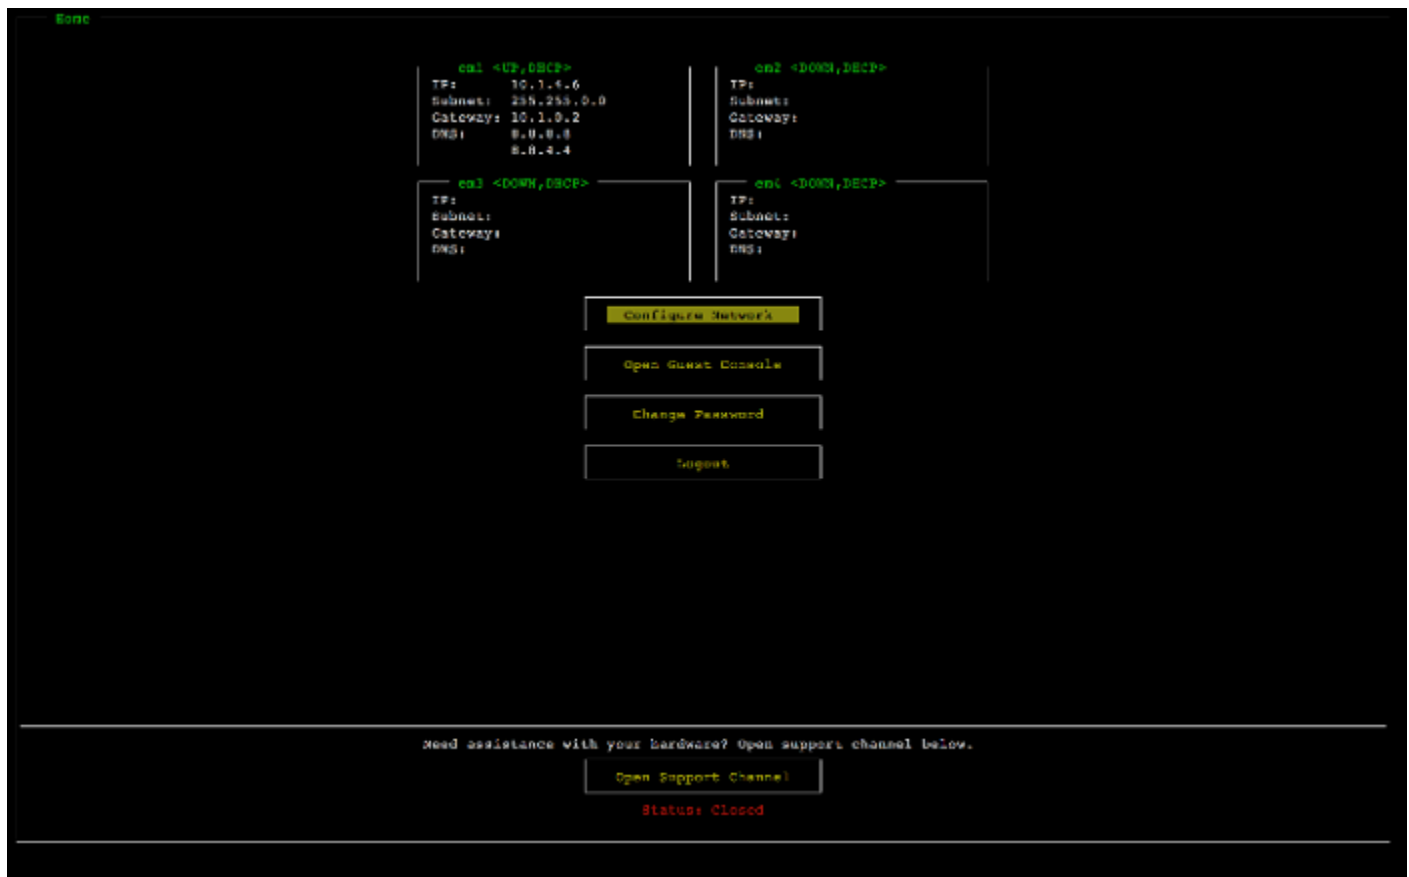 Home
em1 <UP,DHCP>
IP: 10.1.4.6
Subnet: 255.255.0.0
Gateway: 10.1.0.2
DNS: 8.8.8.8
8.8.4.4
em2 <DOWN,DHCP>
IP:
Subnet:
Gateway:
DNS:
em3 <DOWN,DHCP>
IP:
Subnet:
Gateway:
DNS:
em4 <DOWN,DHCP>
IP:
Subnet:
Gateway:
DNS:
Configure Network
Open Guest Console
Change Password
Logout
Need assistance with your hardware? Open support channel below.
Open Support Channel
Status: Closed